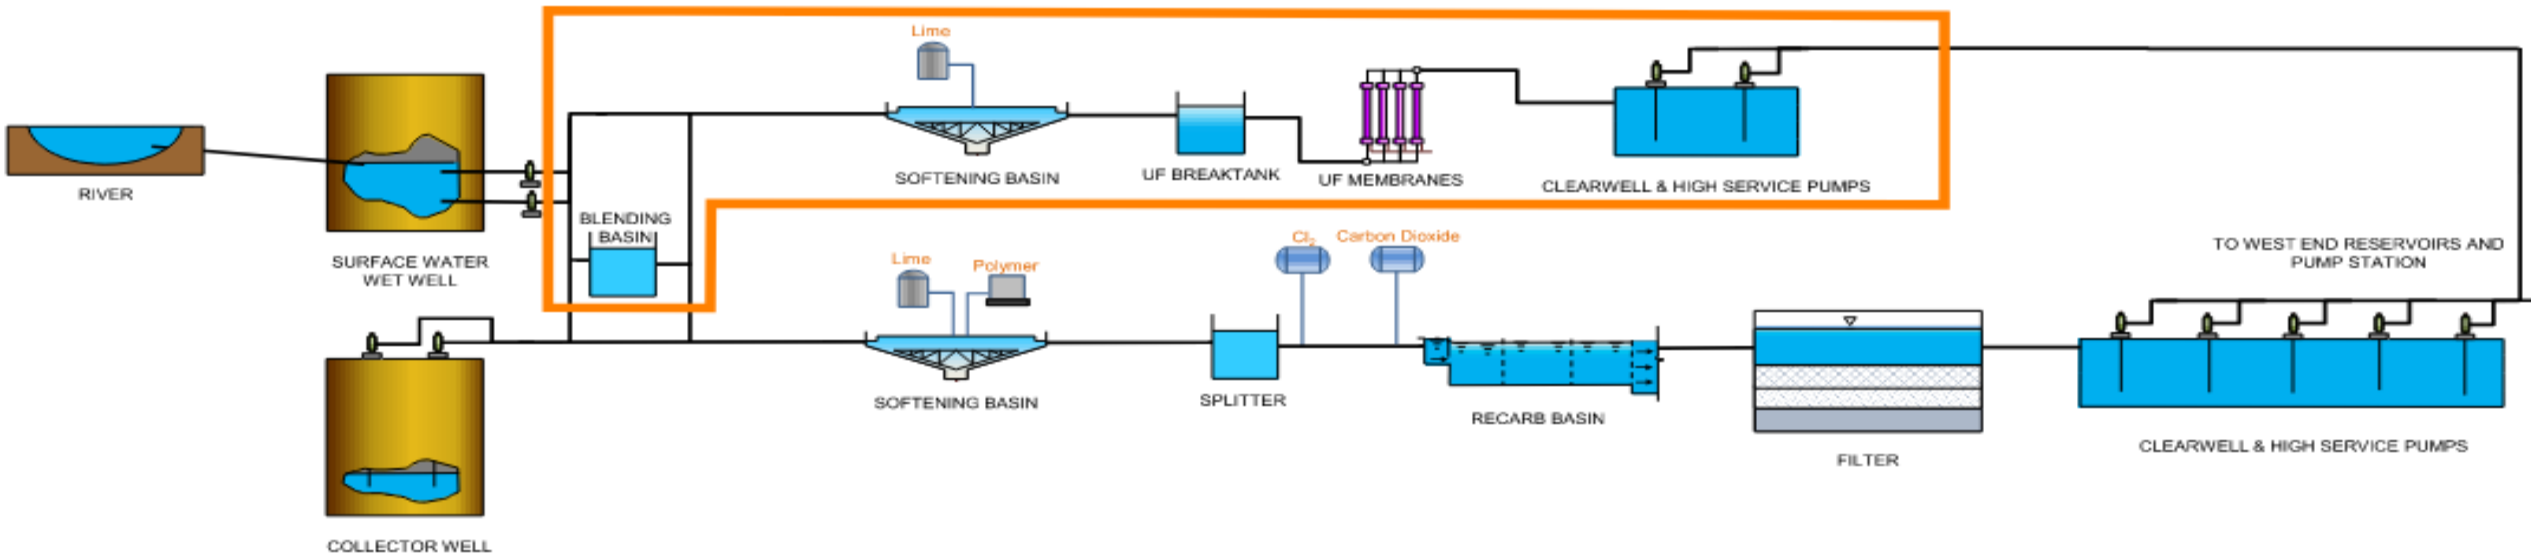 Lime
RIVER
SURFACE WATER
WET WELL
BLENDING
BASIN
SOFTENING BASIN
UF BREAKTANK
UF MEMBRANES
CLEARWELL & HIGH SERVICE PUMPS
Lime
Polymer
Cl₂
Carbon Dioxide
TO WEST END RESERVOIRS AND
PUMP STATION
COLLECTOR WELL
SOFTENING BASIN
SPLITTER
RECARB BASIN
FILTER
CLEARWELL & HIGH SERVICE PUMPS